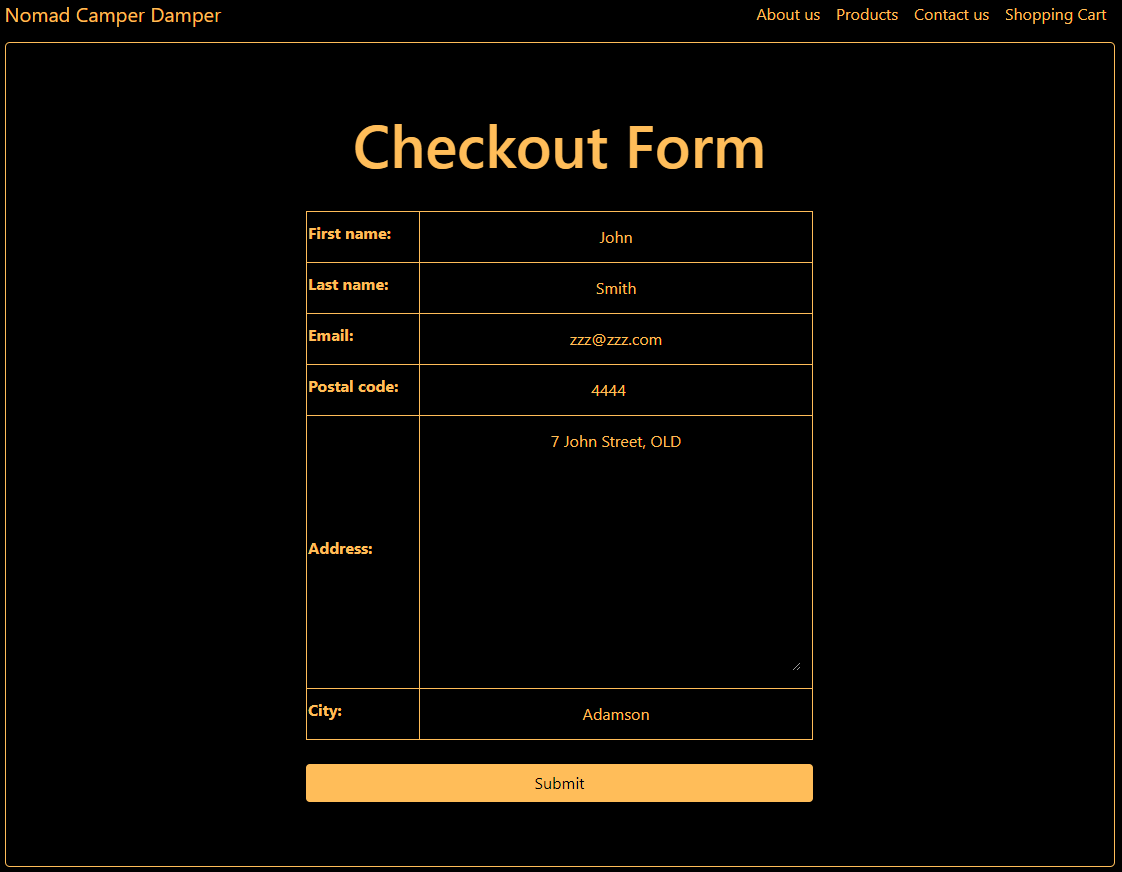 Nomad Camper Damper
About us Products Contact us Shopping Cart
Checkout Form
First name: John
Last name: Smith
Email: zzz@zzz.com
Postal code: 4444
7 John Street, OLD
Address:
City: Adamson
Submit